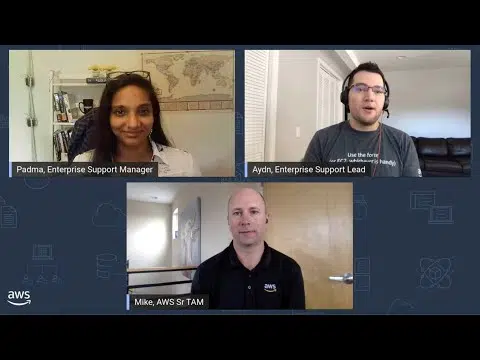 Padma, Enterprise Support Manager
Aydn, Enterprise Support Lead
Use the force
Mike, AWS Sr TAM
aws
aws